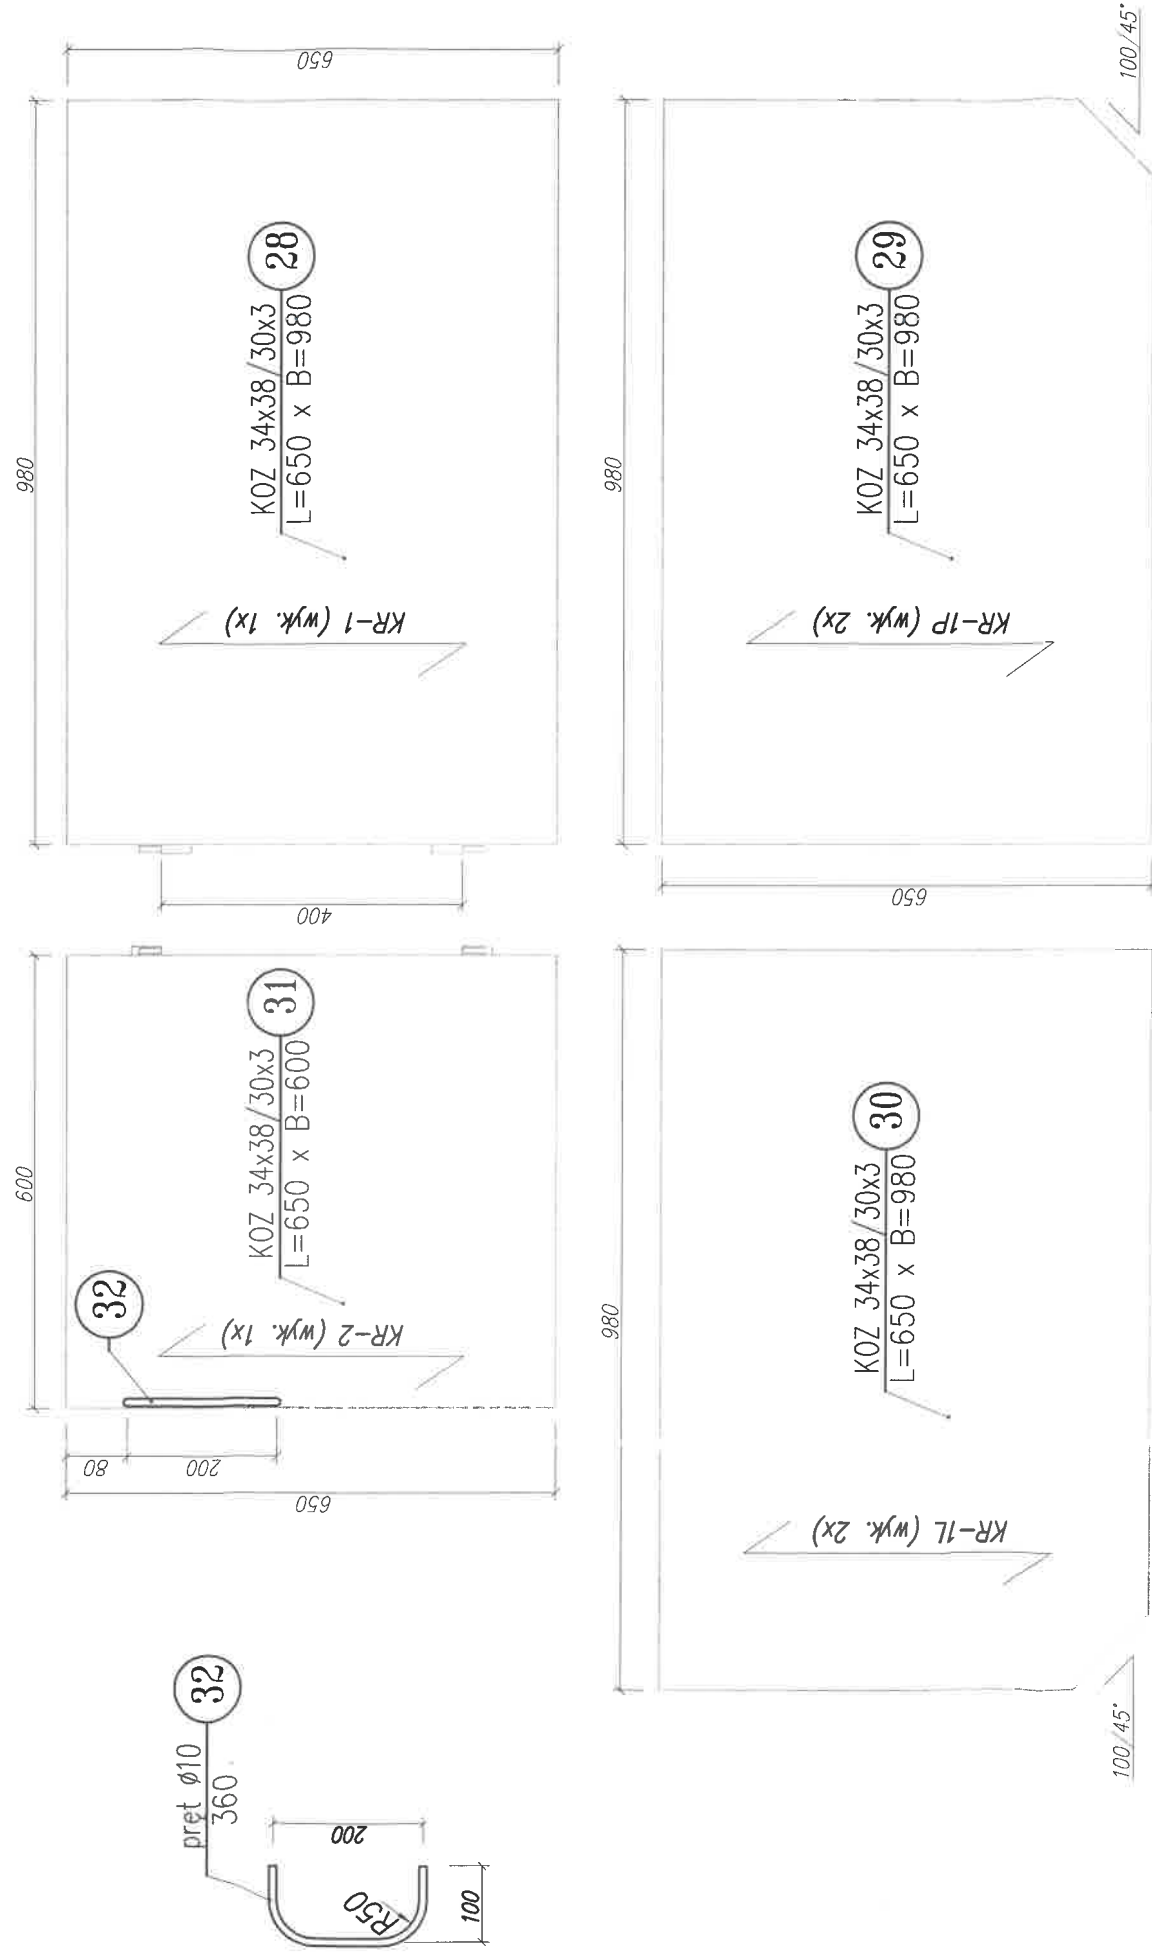 980
650
KOZ 34x38/30x3
L=650 x B=980
28
KR-1 (wyk. 1x)
400
600
KOZ 34x38/30x3
L=650 x B=600
31
32
KR-2 (wyk. 1x)
80
200
650
pręt ø10
360
32
200
R50
100
980
KOZ 34x38/30x3
L=650 x B=980
29
KR-1P (wyk. 2x)
650
100/45°
980
KOZ 34x38/30x3
L=650 x B=980
30
KR-1L (wyk. 2x)
100/45°